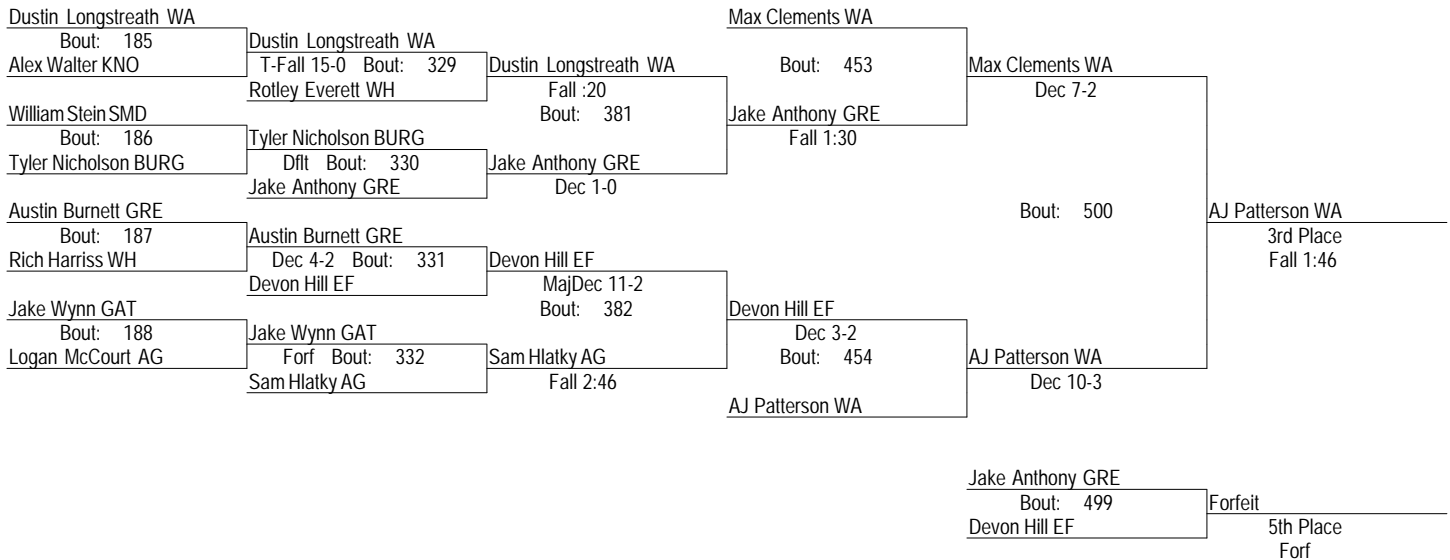 Dustin Longstreath WA
Bout: 185
Alex Walter KNO
William Stein SMD
Bout: 186
Tyler Nicholson BURG
Austin Burnett GRE
Bout: 187
Rich Harriss WH
Jake Wynn GAT
Bout: 188
Logan McCourt AG
Dustin Longstreath WA
T-Fall 15-0 Bout: 329
Rotley Everett WH
Tyler Nicholson BURG
Dflt Bout: 330
Jake Anthony GRE
Austin Burnett GRE
Dec 4-2 Bout: 331
Devon Hill EF
Jake Wynn GAT
Forf Bout: 332
Sam Hlatky AG
Dustin Longstreath WA
Fall :20
Bout: 381
Jake Anthony GRE
Dec 1-0
Devon Hill EF
MajDec 11-2
Bout: 382
Sam Hlatky AG
Fall 2:46
Max Clements WA
Bout: 453
Jake Anthony GRE
Fall 1:30
Devon Hill EF
Dec 3-2
Bout: 454
AJ Patterson WA
Max Clements WA
Dec 7-2
Bout: 500
AJ Patterson WA
Dec 10-3
AJ Patterson WA
3rd Place
Fall 1:46
Jake Anthony GRE
Bout: 499
Devon Hill EF
Forfeit
5th Place
Forf